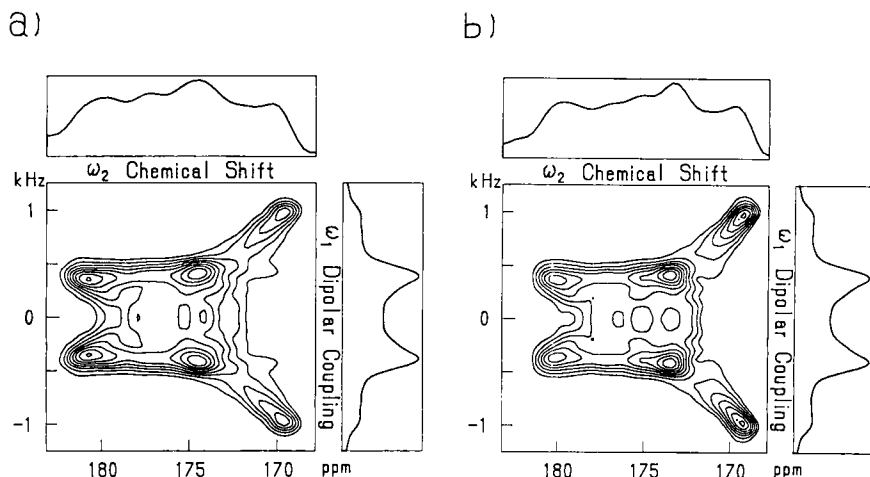 a)
ω₂ Chemical Shift
kHz
1
0
-1
ω₁ Dipolar Coupling
180 175 170 ppm
b)
ω₂ Chemical Shift
kHz
1
0
-1
ω₁ Dipolar Coupling
180 175 170 ppm